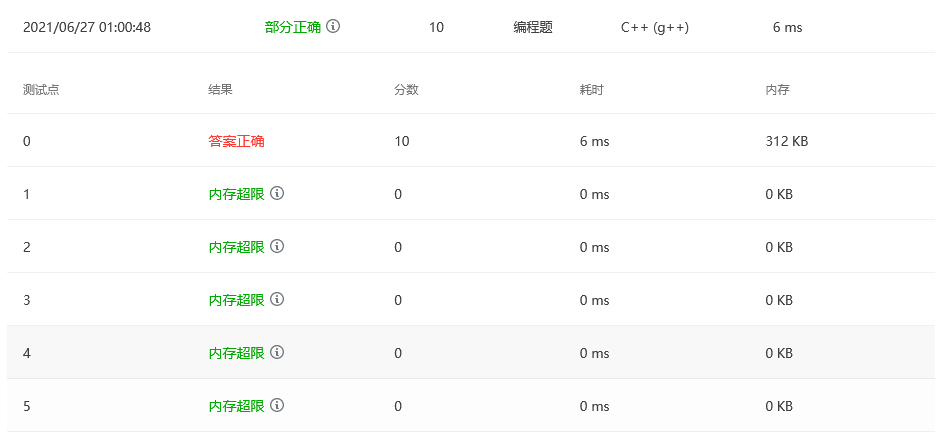 2021/06/27 01:00:48 部分正确 10 编程题 C++ (g++) 6 ms
测试点 结果 分数 耗时 内存
0 答案正确 10 6 ms 312 KB
1 内存超限 0 0 ms 0 KB
2 内存超限 0 0 ms 0 KB
3 内存超限 0 0 ms 0 KB
4 内存超限 0 0 ms 0 KB
5 内存超限 0 0 ms 0 KB